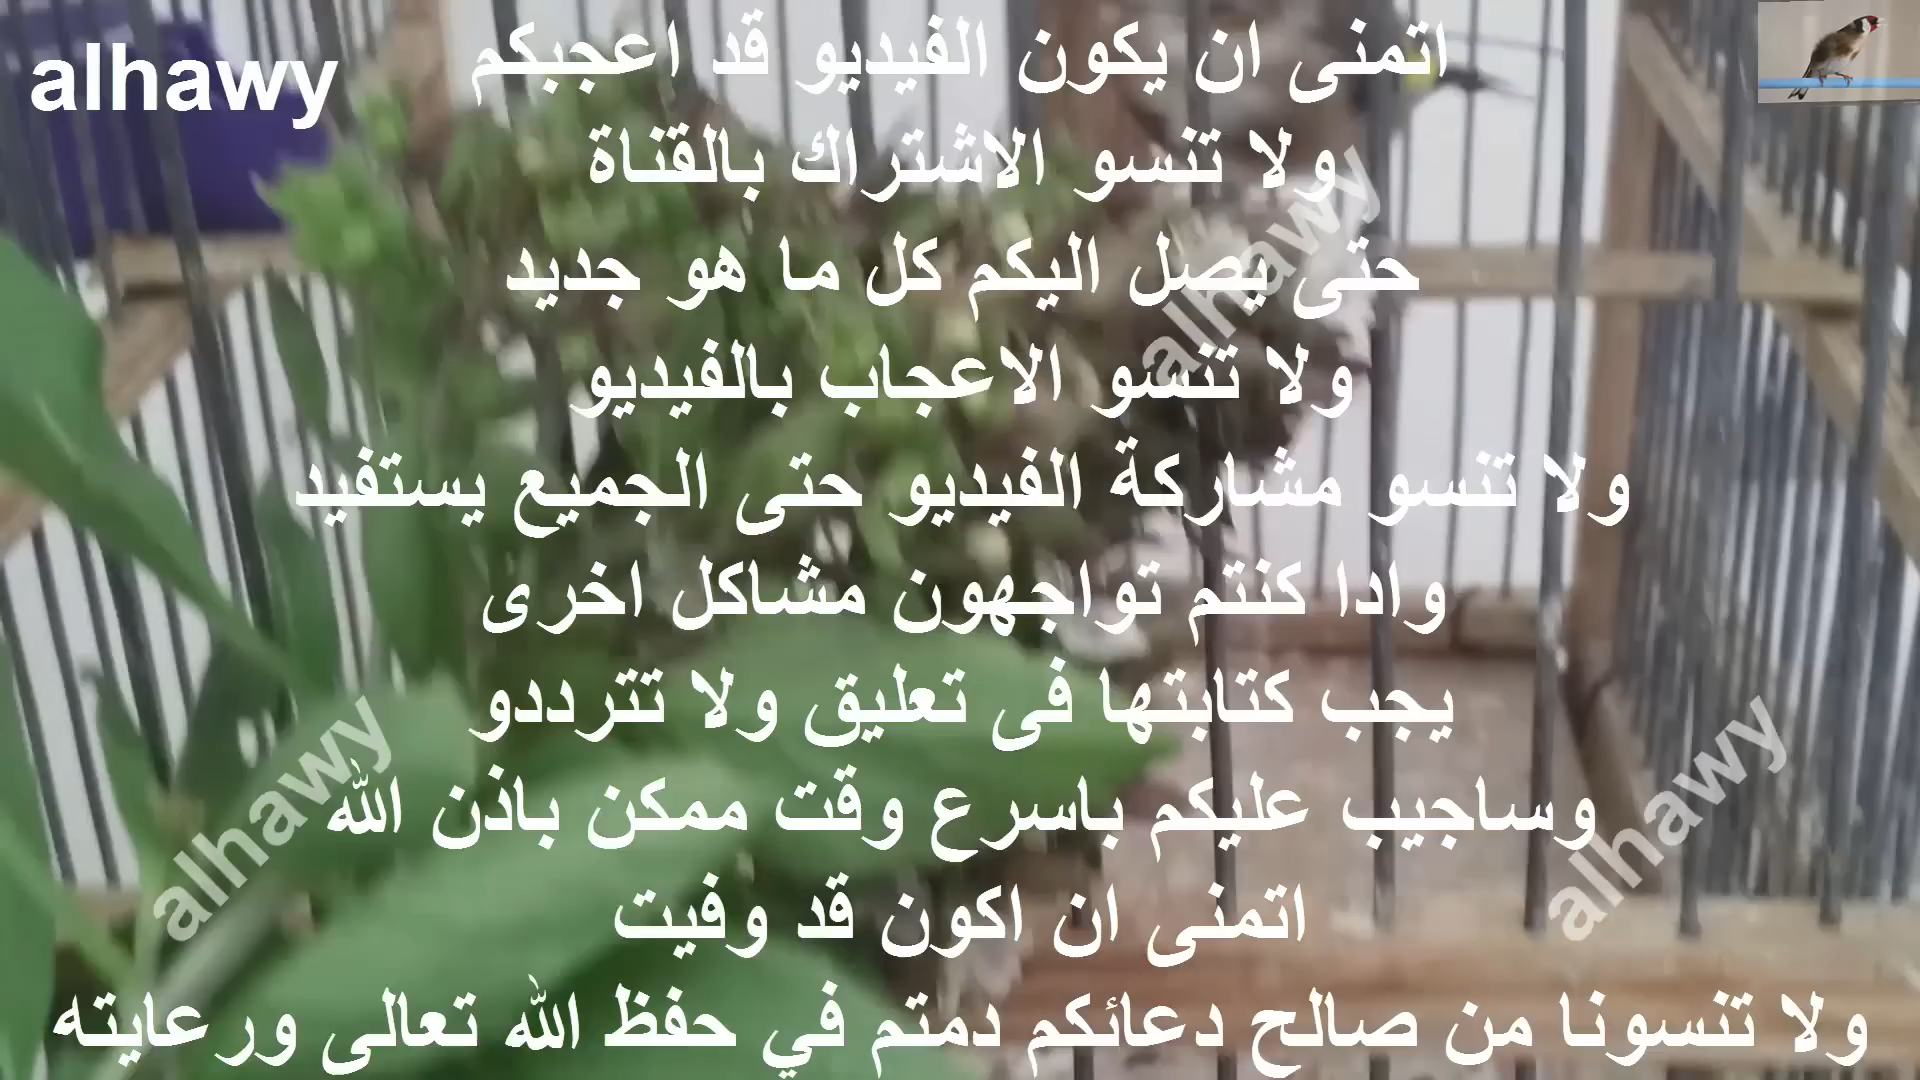 alhawy
اتمنى ان يكون الفيديو قد اعجبكم
ولا تنسو الاشتراك بالقناة
حتى يصل اليكم كل ما هو جديد
ولا تنسو الاعجاب بالفيديو
ولا تنسو مشاركة الفيديو حتى الجميع يستفيد
وادا كنتم تواجهون مشاكل اخرى
يجب كتابتها فى تعليق ولا تترددو
وساجيب عليكم باسرع وقت ممكن باذن الله
اتمنى ان اكون قد وفيت
ولا تنسونا من صالح دعائكم دمتم في حفظ الله تعالى ورعايته
alhawy
alhawy
alhawy